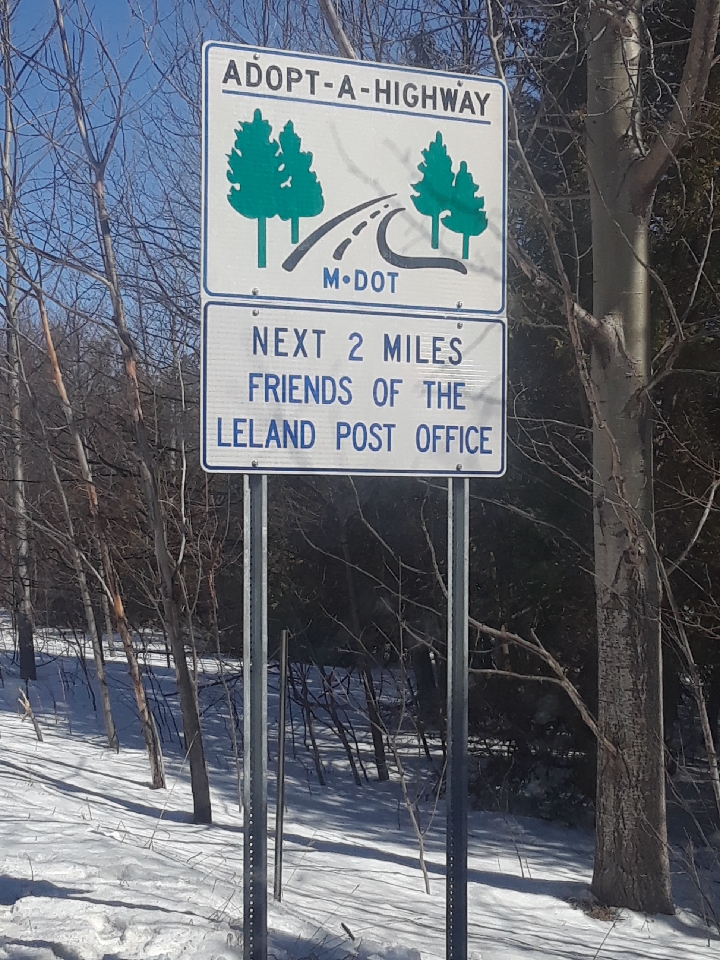 ADOPT-A-HIGHWAY
M•DOT
NEXT 2 MILES
FRIENDS OF THE
LELAND POST OFFICE